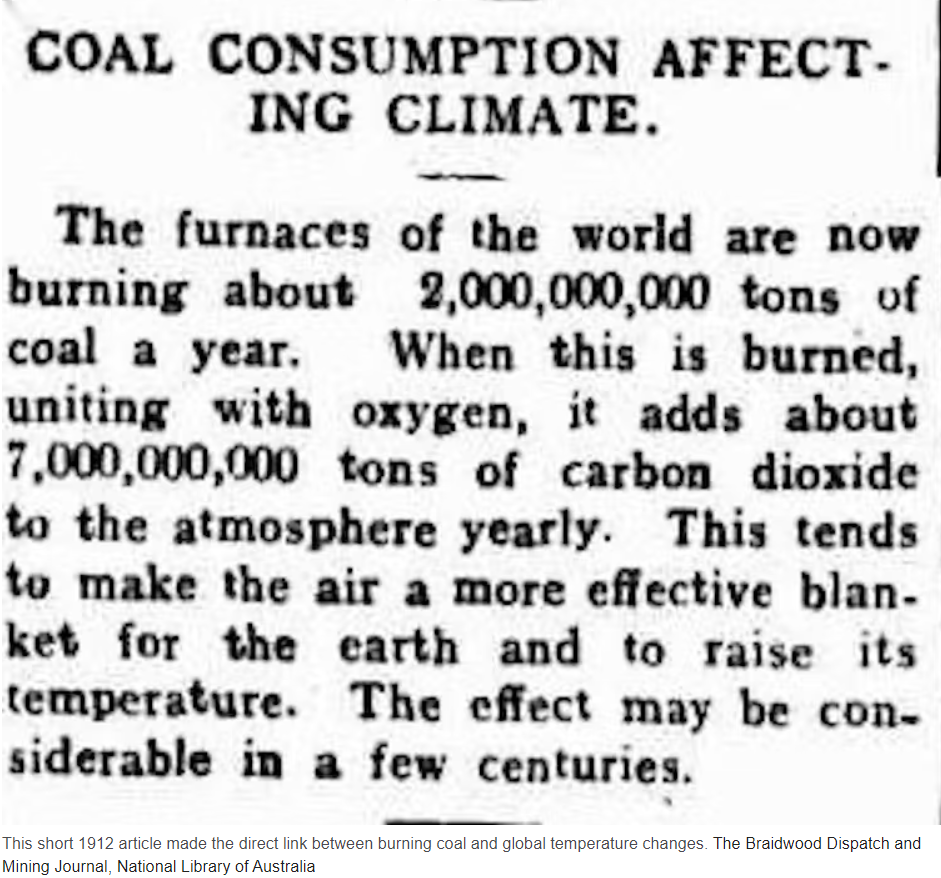 COAL CONSUMPTION AFFECT-
ING CLIMATE.
The furnaces of the world are now
burning about 2,000,000,000 tons of
coal a year. When this is burned,
uniting with oxygen, it adds about
7,000,000,000 tons of carbon dioxide
to the atmosphere yearly. This tends
to make the air a more effective blan-
ket for the earth and to raise its
temperature. The effect may be con-
siderable in a few centuries.
This short 1912 article made the direct link between burning coal and global temperature changes. The Braidwood Dispatch and
Mining Journal, National Library of Australia